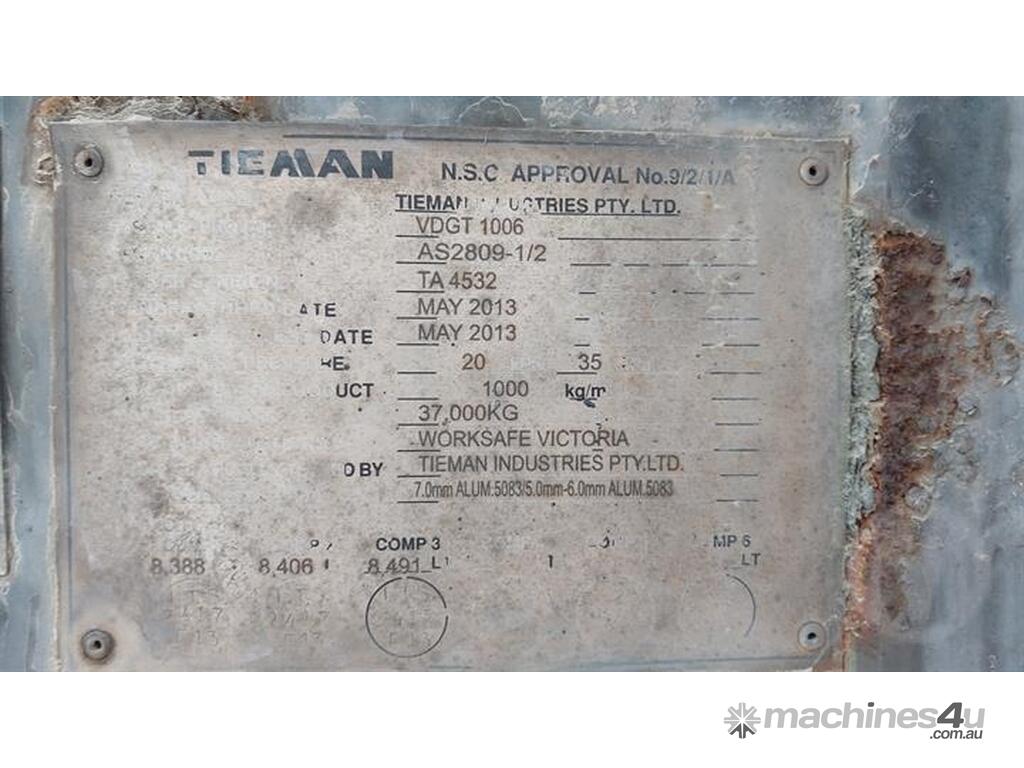 TIEMAN
N.S.C APPROVAL No.9/2/1/A
TIEMAN INDUSTRIES PTY. LTD.
VDGT 1006
AS2809-1/2
TA 4532
ATE MAY 2013
DATE MAY 2013
RE 20 35
UCT 1000 kg/m
37,000KG
WORKSAFE VICTORIA
D BY TIEMAN INDUSTRIES PTY.LTD.
7.0mm ALUM.5083/5.0mm-6.0mm ALUM.5083
COMP 3 MP 6
8,388 8,406 8,491 LT LT
machines4u
.com.au